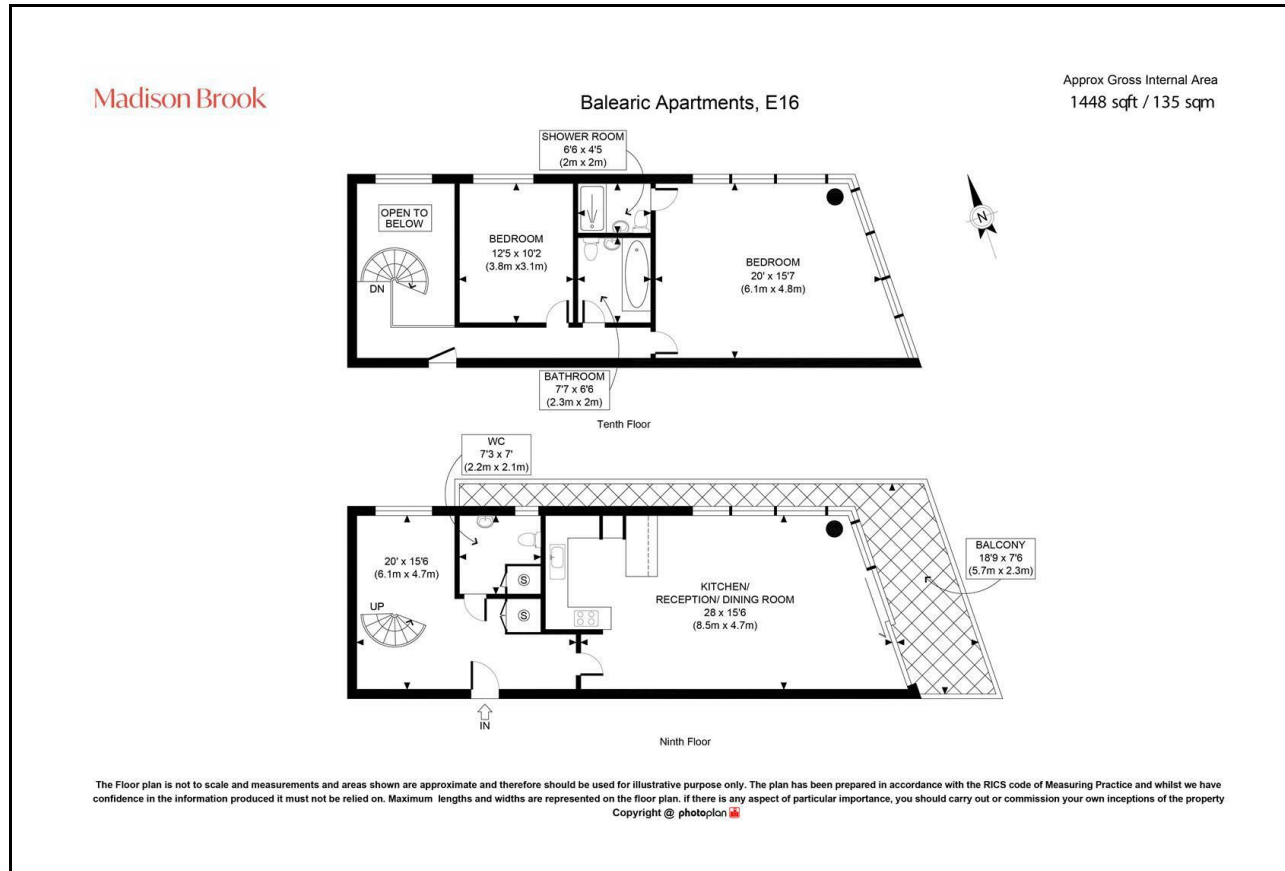 Madison Brook
Balearic Apartments, E16
Approx Gross Internal Area
1448 sqft / 135 sqm
SHOWER ROOM
6'6 x 4'5
(2m x 2m)
OPEN TO
BELOW
DN
BEDROOM
12'5 x 10'2
(3.8m x3.1m)
BEDROOM
20' x 15'7
(6.1m x 4.8m)
N
BATHROOM
7'7 x 6'6
(2.3m x 2m)
Tenth Floor
WC
7'3 x 7'
(2.2m x 2.1m)
20' x 15'6
(6.1m x 4.7m)
UP
S
S
KITCHEN/
RECEPTION/ DINING ROOM
28 x 15'6
(8.5m x 4.7m)
BALCONY
18'9 x 7'6
(5.7m x 2.3m)
IN
Ninth Floor
The Floor plan is not to scale and measurements and areas shown are approximate and therefore should be used for illustrative purpose only. The plan has been prepared in accordance with the RICS code of Measuring Practice and whilst we have
confidence in the information produced it must not be relied on. Maximum lengths and widths are represented on the floor plan. if there is any aspect of particular importance, you should carry out or commission your own inceptions of the property
Copyright @ photoplan